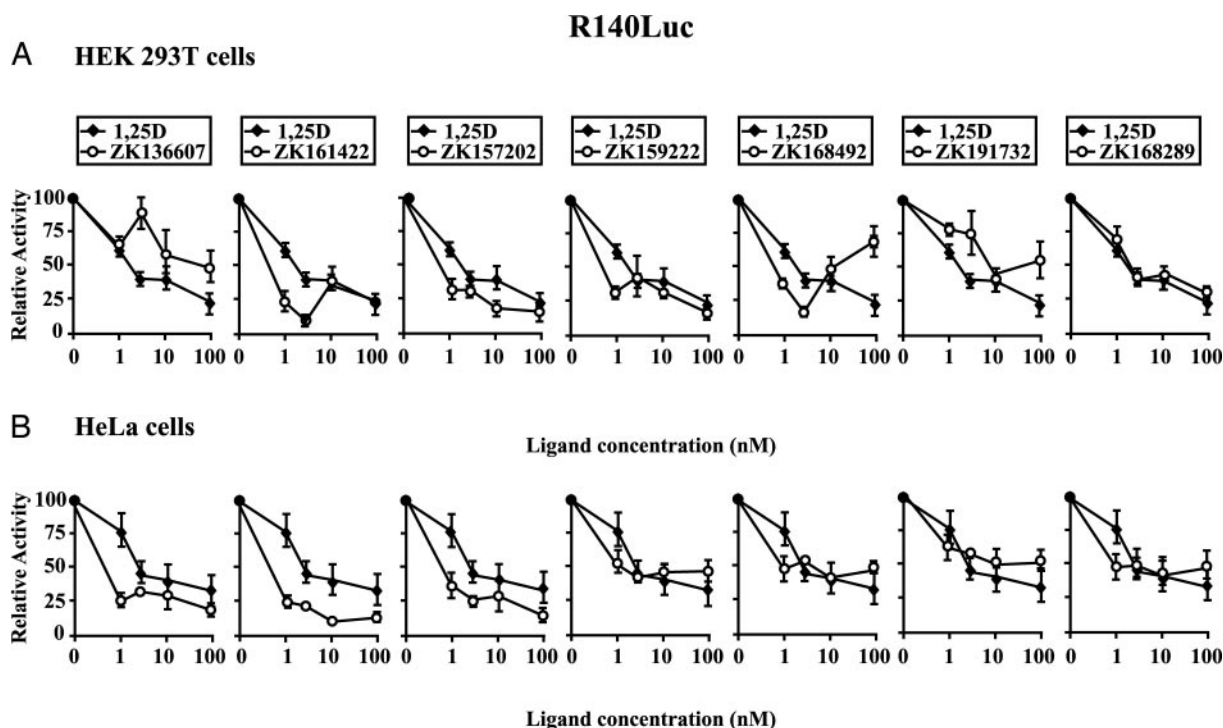 R140Luc
A HEK 293T cells
1,25D
ZK136607
1,25D
ZK161422
1,25D
ZK157202
1,25D
ZK159222
1,25D
ZK168492
1,25D
ZK191732
1,25D
ZK168289
Relative Activity
100
75
50
25
0
0 1 10 100
0 1 10 100
0 1 10 100
0 1 10 100
0 1 10 100
0 1 10 100
0 1 10 100
B HeLa cells
Ligand concentration (nM)
Relative Activity
100
75
50
25
0
0 1 10 100
0 1 10 100
0 1 10 100
0 1 10 100
0 1 10 100
0 1 10 100
0 1 10 100
Ligand concentration (nM)